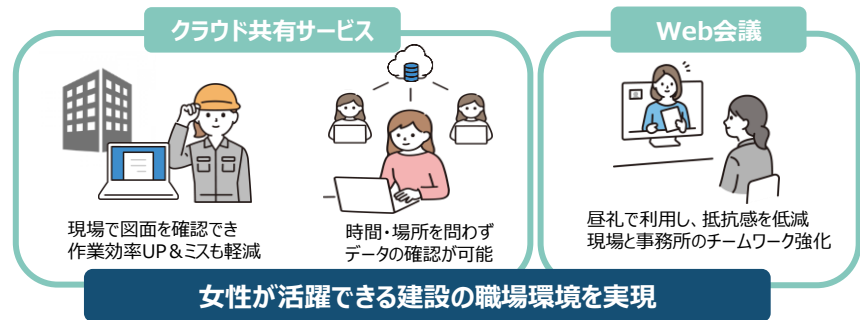 クラウド共有サービス
Web会議
現場で図面を確認でき
作業効率UP&ミスも軽減
時間・場所を問わず
データの確認が可能
昼礼で利用し、抵抗感を低減
現場と事務所のチームワーク強化
女性が活躍できる建設の職場環境を実現